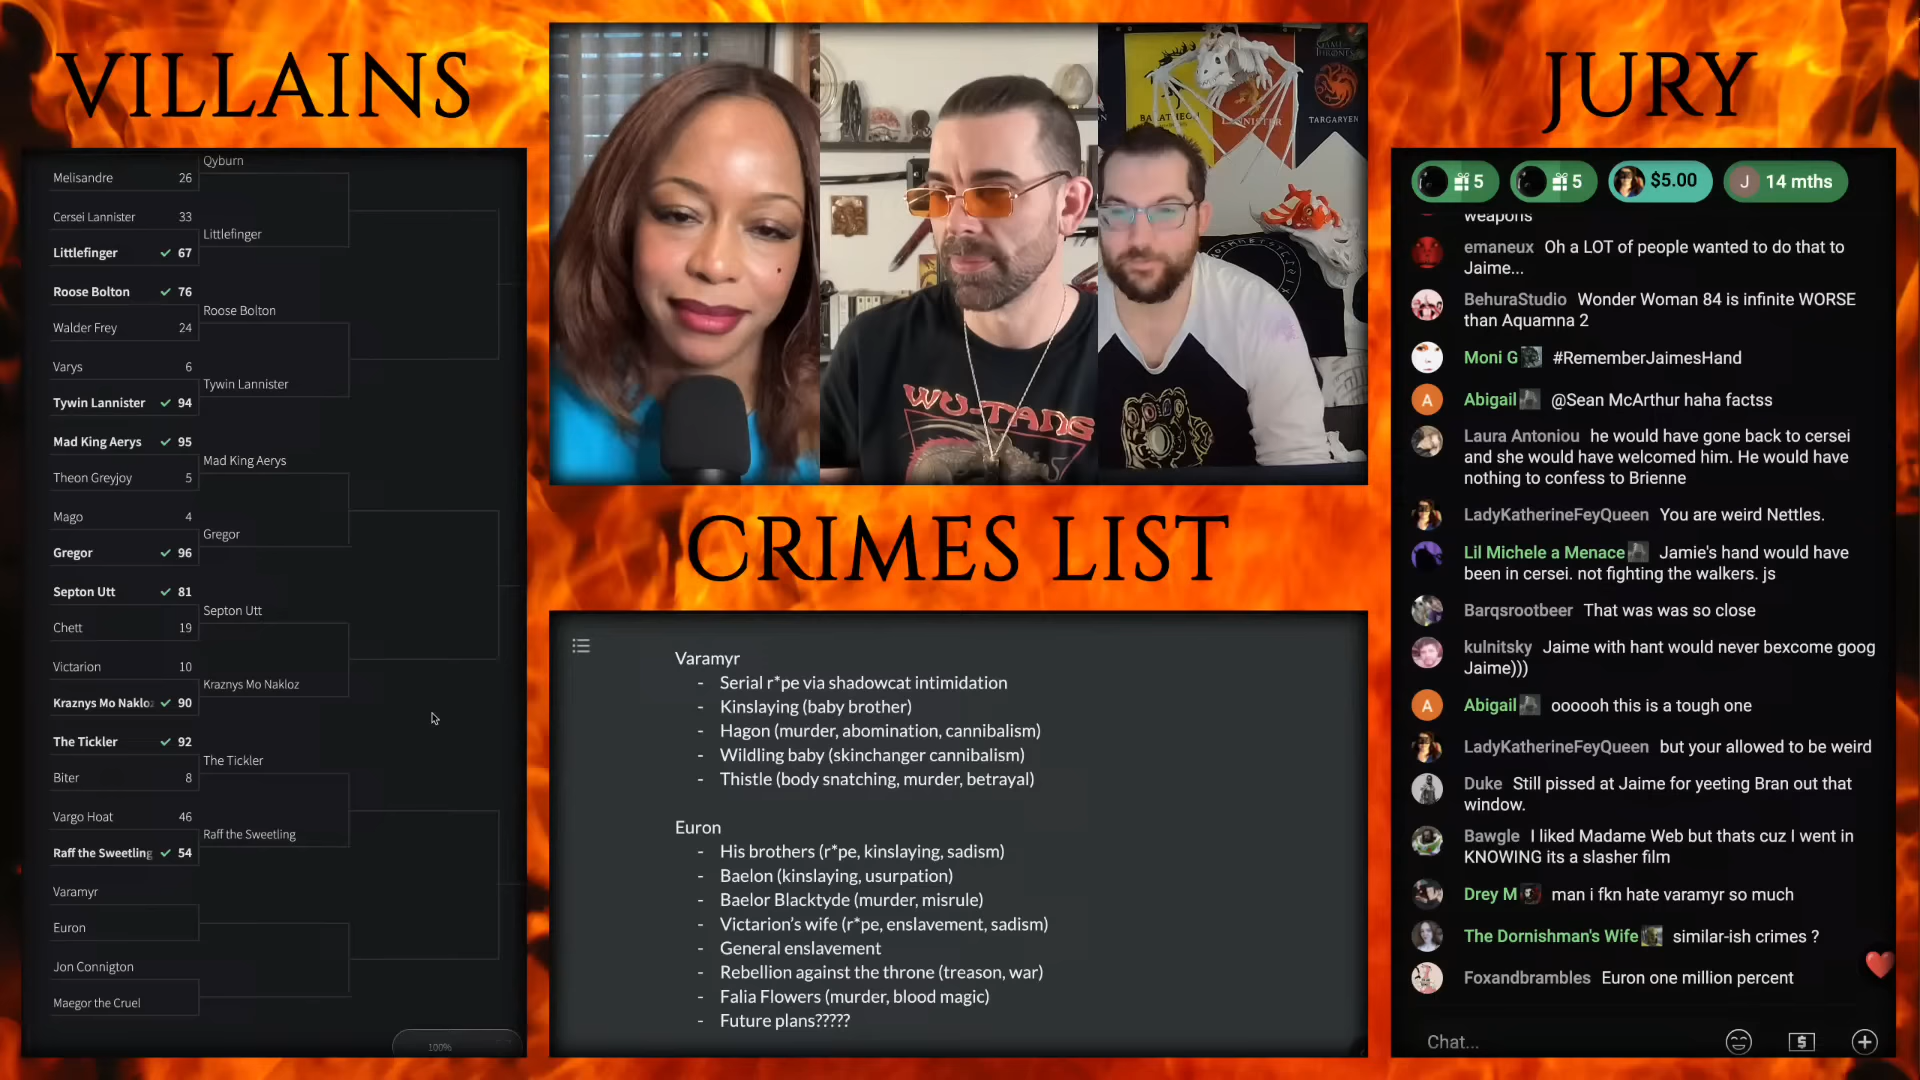 VILLAINS
Melisandre 26
Qyburn
Cersei Lannister 33
Littlefinger
Littlefinger 67
Roose Bolton 76
Roose Bolton
Walder Frey 24
Varys 6
Tywin Lannister
Tywin Lannister 94
Mad King Aerys 95
Mad King Aerys
Theon Greyjoy 5
Mago 4
Gregor
Gregor 96
Septon Utt 81
Septon Utt
Chett 19
Victarion 10
Kraznys Mo Nakloz
Kraznys Mo Nakloz 90
The Tickler 92
The Tickler
Biter 8
Vargo Hoat 46
Raff the Sweetling
Raff the Sweetling 54
Varamyr
Euron
Jon Connigton
Maegor the Cruel
100%
GAME
THRONES
BARATHEON
LANNISTER
TARGARYEN
WU-TANG
CRIMES LIST
Varamyr
- Serial r*pe via shadowcat intimidation
- Kinslaying (baby brother)
- Hagon (murder, abomination, cannibalism)
- Wildling baby (skinchanger cannibalism)
- Thistle (body snatching, murder, betrayal)
Euron
- His brothers (r*pe, kinslaying, sadism)
- Baelon (kinslaying, usurpation)
- Baelor Blacktyde (murder, misrule)
- Victarion's wife (r*pe, enslavement, sadism)
- General enslavement
- Rebellion against the throne (treason, war)
- Falia Flowers (murder, blood magic)
- Future plans?????
JURY
5
5
$5.00
J 14 mths
weapons
emaneux Oh a LOT of people wanted to do that to
Jaime...
BehuraStudio Wonder Woman 84 is infinite WORSE
than Aquamna 2
Moni G #RememberJaimesHand
A Abigail @Sean McArthur haha factss
Laura Antoniou he would have gone back to cersei
and she would have welcomed him. He would have
nothing to confess to Brienne
LadyKatherineFeyQueen You are weird Nettles.
Lil Michele a Menace Jamie's hand would have
been in cersei. not fighting the walkers. js
Barqsrootbeer That was was so close
kulnitsky Jaime with hant would never bexcome goog
Jaime)))
A Abigail oooooh this is a tough one
LadyKatherineFeyQueen but your allowed to be weird
Duke Still pissed at Jaime for yeeting Bran out that
window.
Bawgle I liked Madame Web but thats cuz I went in
KNOWING its a slasher film
Drey M man i fkn hate varamyr so much
The Dornishman's Wife similar-ish crimes ?
Foxandbrambles Euron one million percent
Chat...